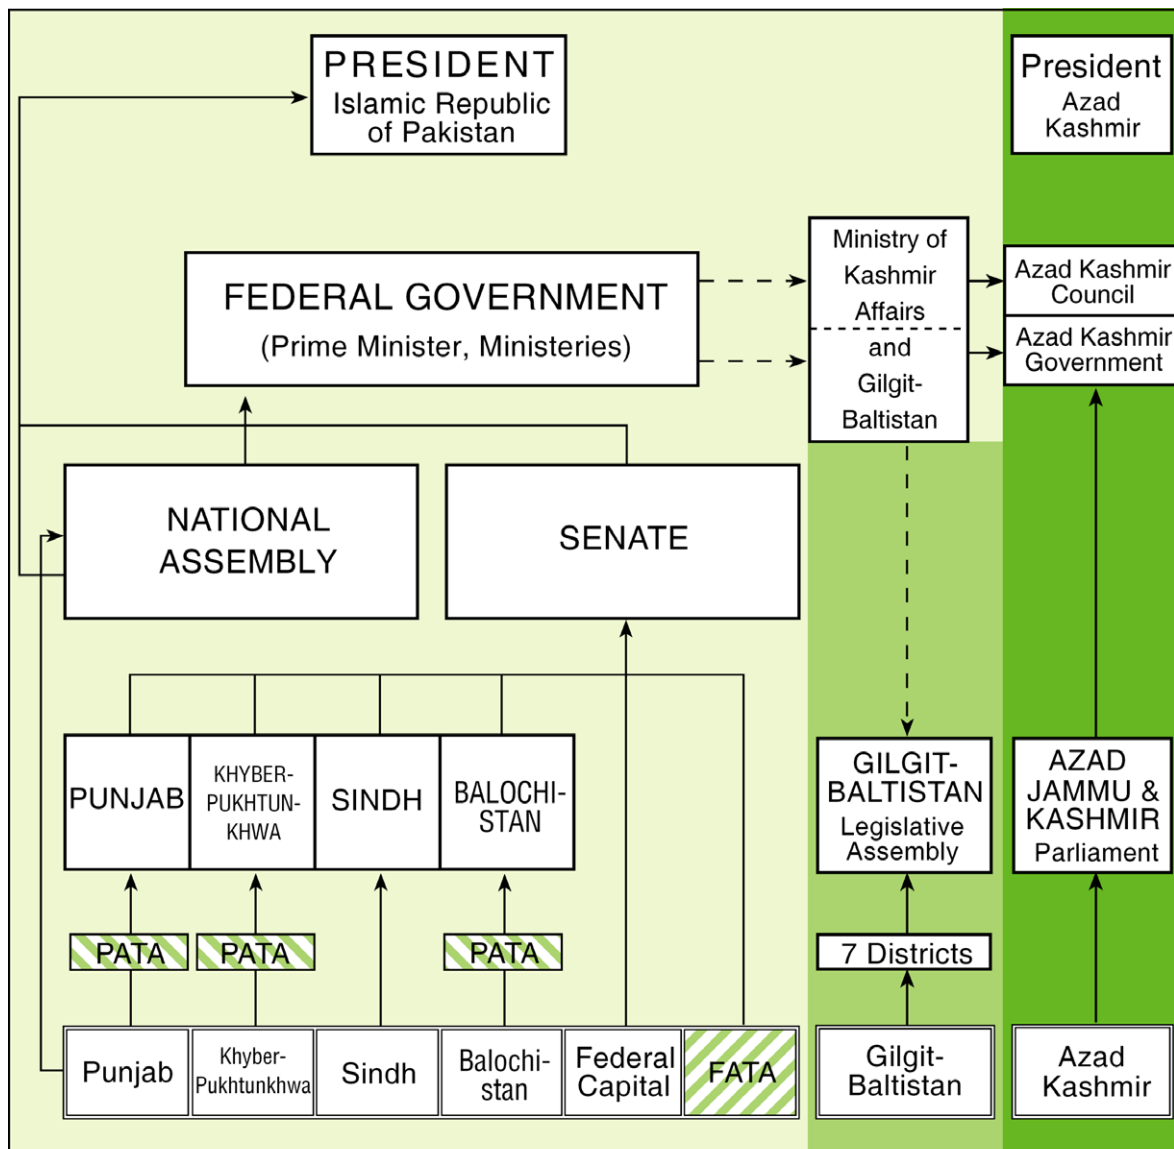 PRESIDENT
Islamic Republic
of Pakistan
President
Azad
Kashmir
FEDERAL GOVERNMENT
(Prime Minister, Ministeries)
Ministry of
Kashmir
Affairs
and
Gilgit-
Baltistan
Azad Kashmir
Council
Azad Kashmir
Government
NATIONAL
ASSEMBLY
SENATE
PUNJAB
KHYBER-
PUKHTUN-
KHWA
SINDH
BALOCHI-
STAN
GILGIT-
BALTISTAN
Legislative
Assembly
AZAD
JAMMU &
KASHMIR
Parliament
PATA
PATA
PATA
7 Districts
Punjab
Khyber-
Pukhtunkhwa
Sindh
Balochi-
stan
Federal
Capital
FATA
Gilgit-
Baltistan
Azad
Kashmir